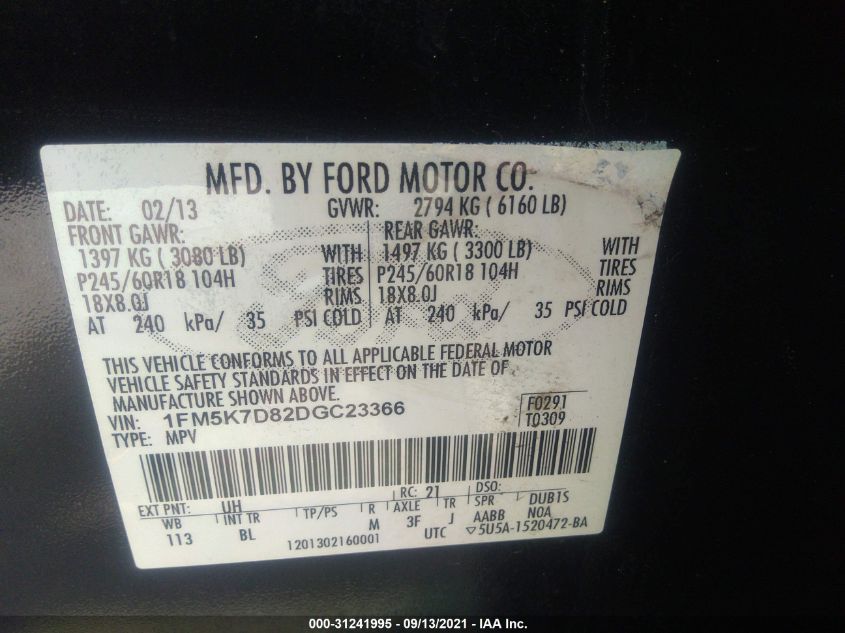 MFD. BY FORD MOTOR CO.
DATE: 02/13 GVWR: 2794 KG ( 6160 LB)
FRONT GAWR: REAR GAWR:
1397 KG ( 3080 LB) WITH 1497 KG ( 3300 LB) WITH
P245/60R18 104H TIRES P245/60R18 104H TIRES
18X8.0J RIMS 18X8.0J RIMS
AT 240 kPa/ 35 PSI COLD AT 240 kPa/ 35 PSI COLD
THIS VEHICLE CONFORMS TO ALL APPLICABLE FEDERAL MOTOR
VEHICLE SAFETY STANDARDS IN EFFECT ON THE DATE OF
MANUFACTURE SHOWN ABOVE.
VIN: 1FM5K7D82DGC23366 F0291
TYPE: MPV T0309
EXT PNT: UH RC: 21 DSO:
WB INT TR TP/PS R AXLE TR SPR DUB1S
113 BL M 3F J AABB N0A
1201302160001 UTC ▽5U5A-1520472-BA
Ford
000-31241995 - 09/13/2021 - IAA Inc.